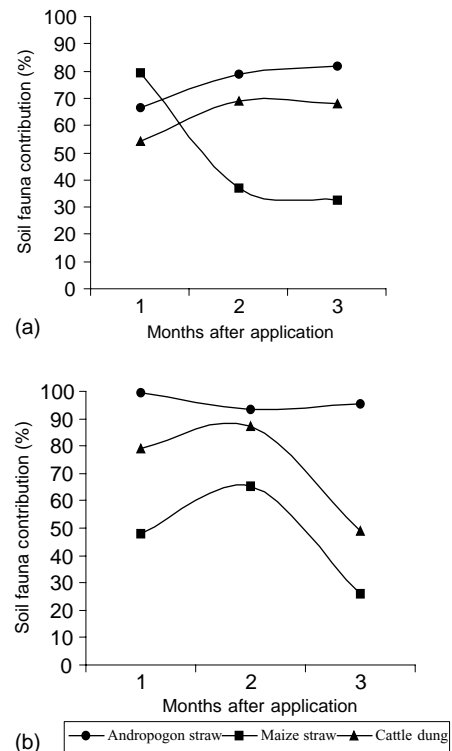 100
90
80
70
60
50
40
30
20
10
0
Soil fauna contribution (%)
1 2 3
Months after application
(a)
100
90
80
70
60
50
40
30
20
10
0
Soil fauna contribution (%)
1 2 3
Months after application
(b)
Andropogon straw Maize straw Cattle dung